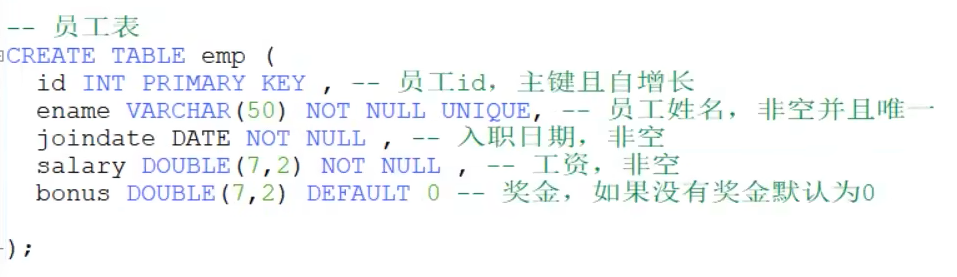 -- 员工表
CREATE TABLE emp (
id INT PRIMARY KEY , -- 员工id，主键且自增长
ename VARCHAR(50) NOT NULL UNIQUE, -- 员工姓名，非空并且唯一
joindate DATE NOT NULL , -- 入职日期，非空
salary DOUBLE(7,2) NOT NULL , -- 工资，非空
bonus DOUBLE(7,2) DEFAULT 0 -- 奖金，如果没有奖金默认为0
);